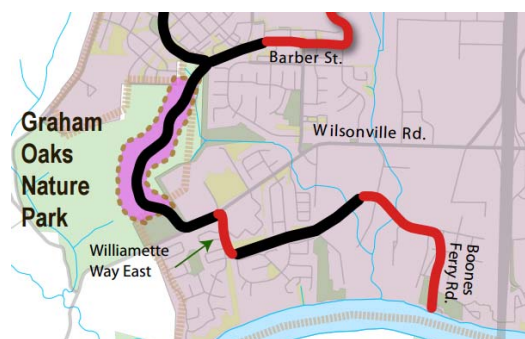 Barber St.
Wilsonville Rd.
Graham
Oaks
Nature
Park
Williamette
Way East
Boones
Ferry Rd.